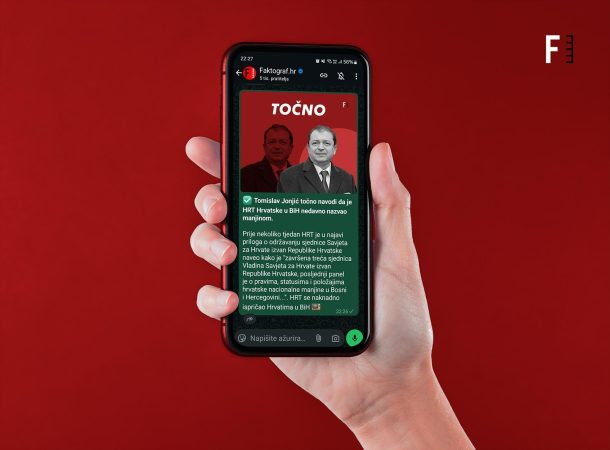 F
22:27
56%
Faktograf.hr
5 tis. pratitelja
TOČNO
F
✅ Tomislav Jonjić točno navodi da je
HRT Hrvatske u BiH nedavno nazvao
manjinom.
Prije nekoliko tjedan HRT je u najavi
priloga o održavanju sjednice Savjeta
za Hrvate izvan Republike Hrvatske
naveo kako je "završena treća sjednica
Vladina Savjeta za Hrvate izvan
Republike Hrvatske, posljednji panel
je o pravima, statusima i položajima
hrvatske nacionalne manjine u Bosni
i Hercegovini...". HRT se naknadno
ispričao Hrvatima u BiH
22:26
Napišite ažurira...